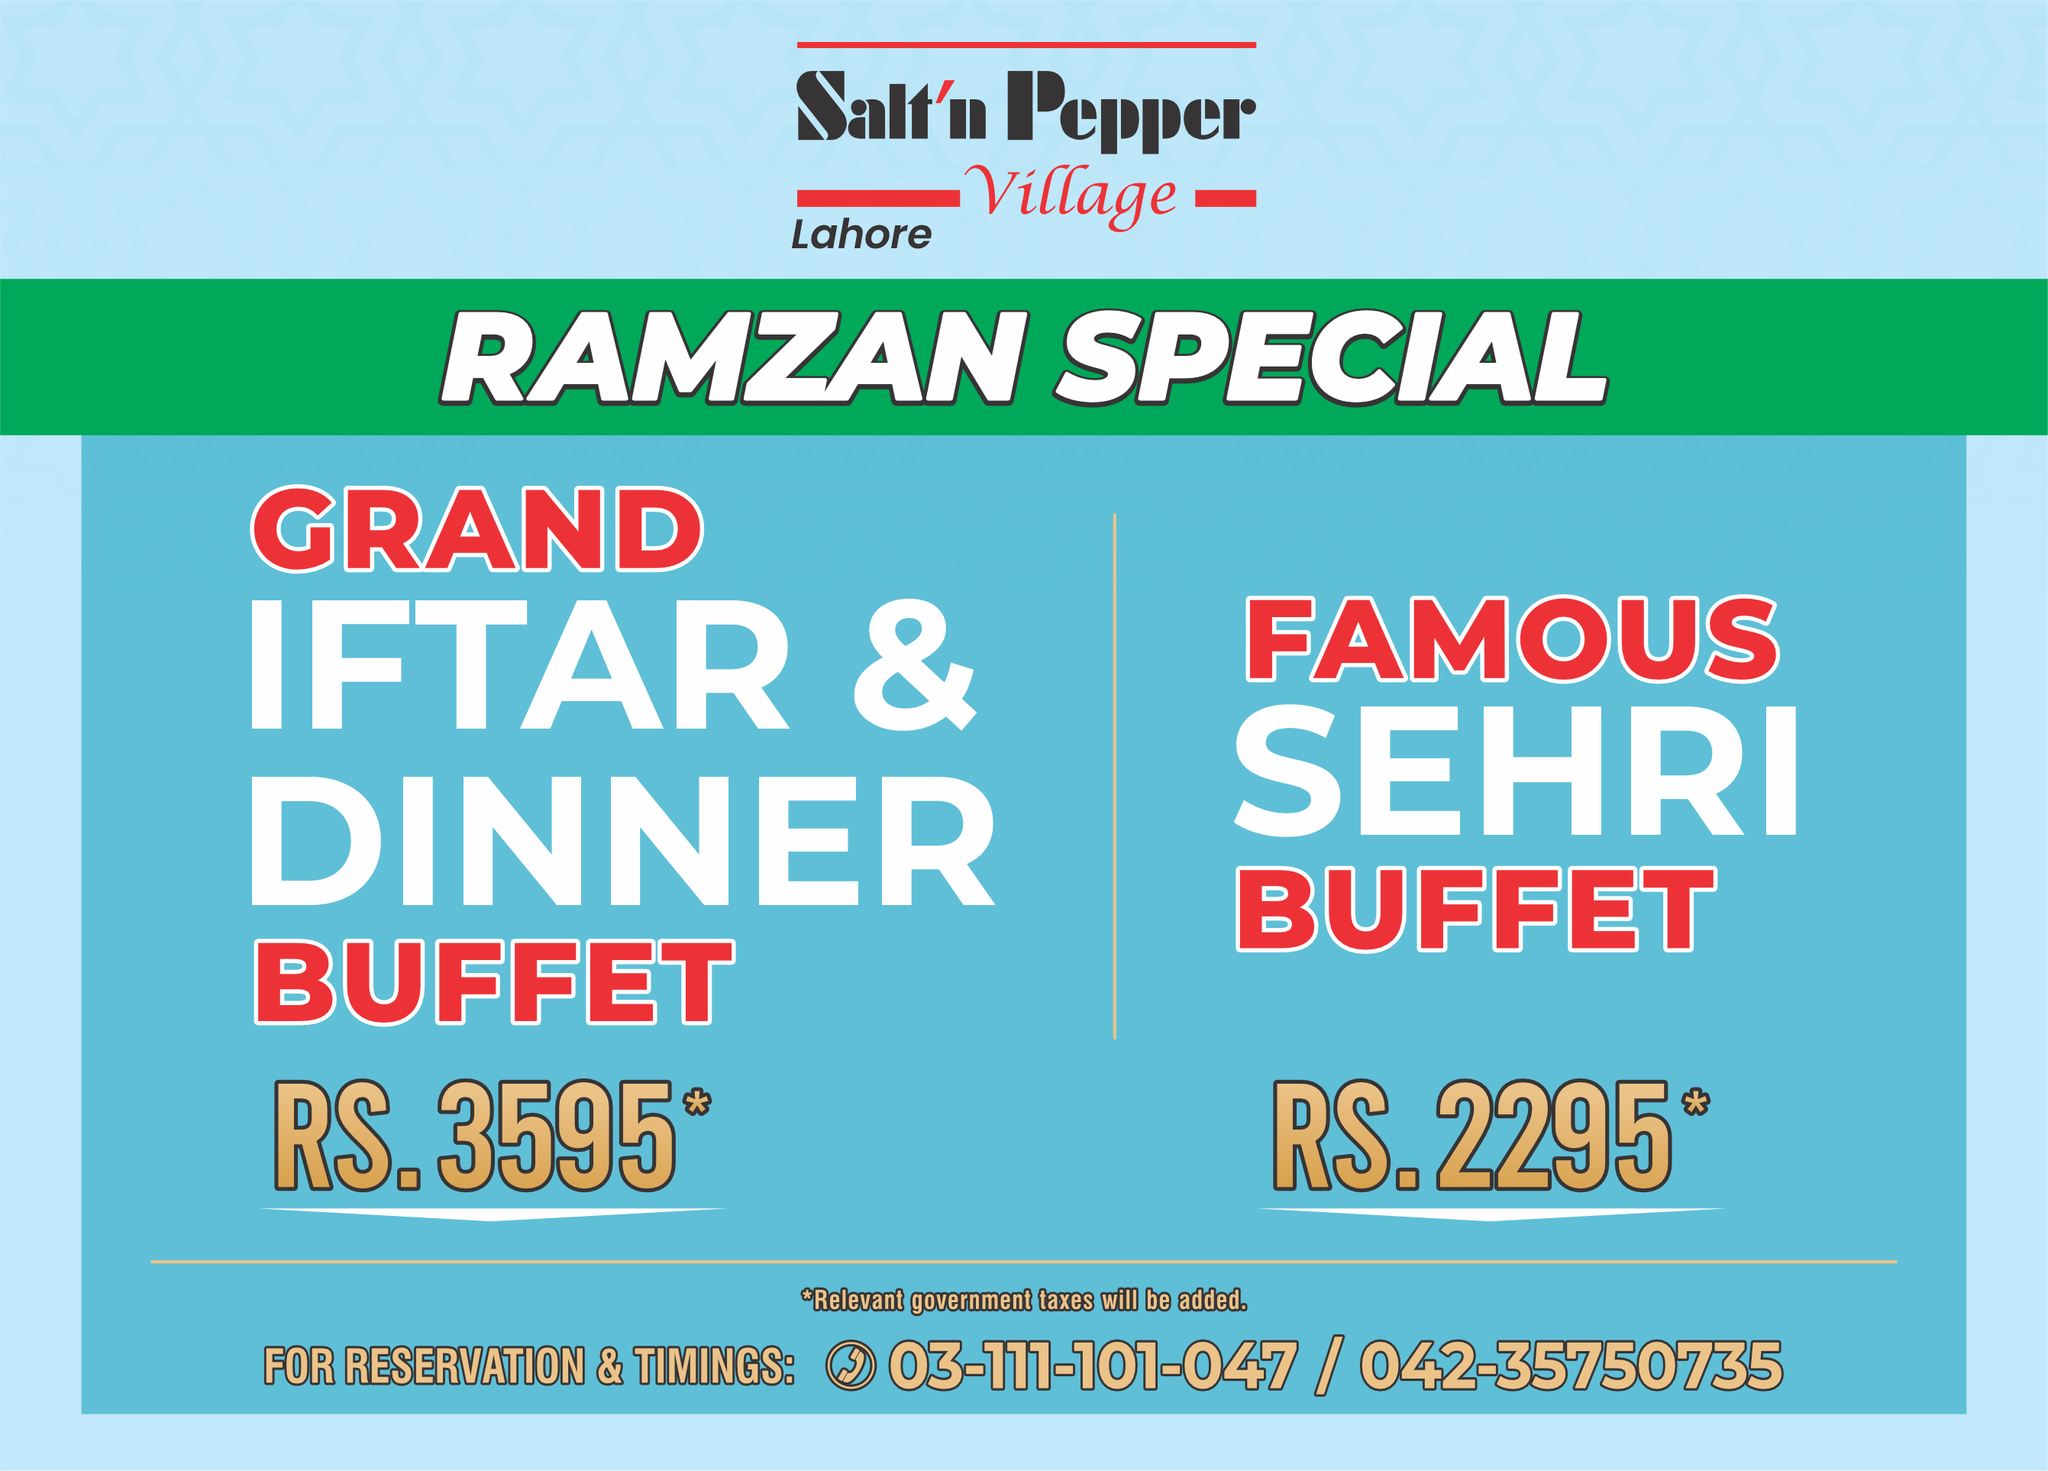 Salt'n Pepper
Village
Lahore
RAMZAN SPECIAL
GRAND
IFTAR &
DINNER
BUFFET
RS. 3595*
FAMOUS
SEHRI
BUFFET
RS. 2295*
*Relevant government taxes will be added.
FOR RESERVATION & TIMINGS: 03-111-101-047 / 042-35750735